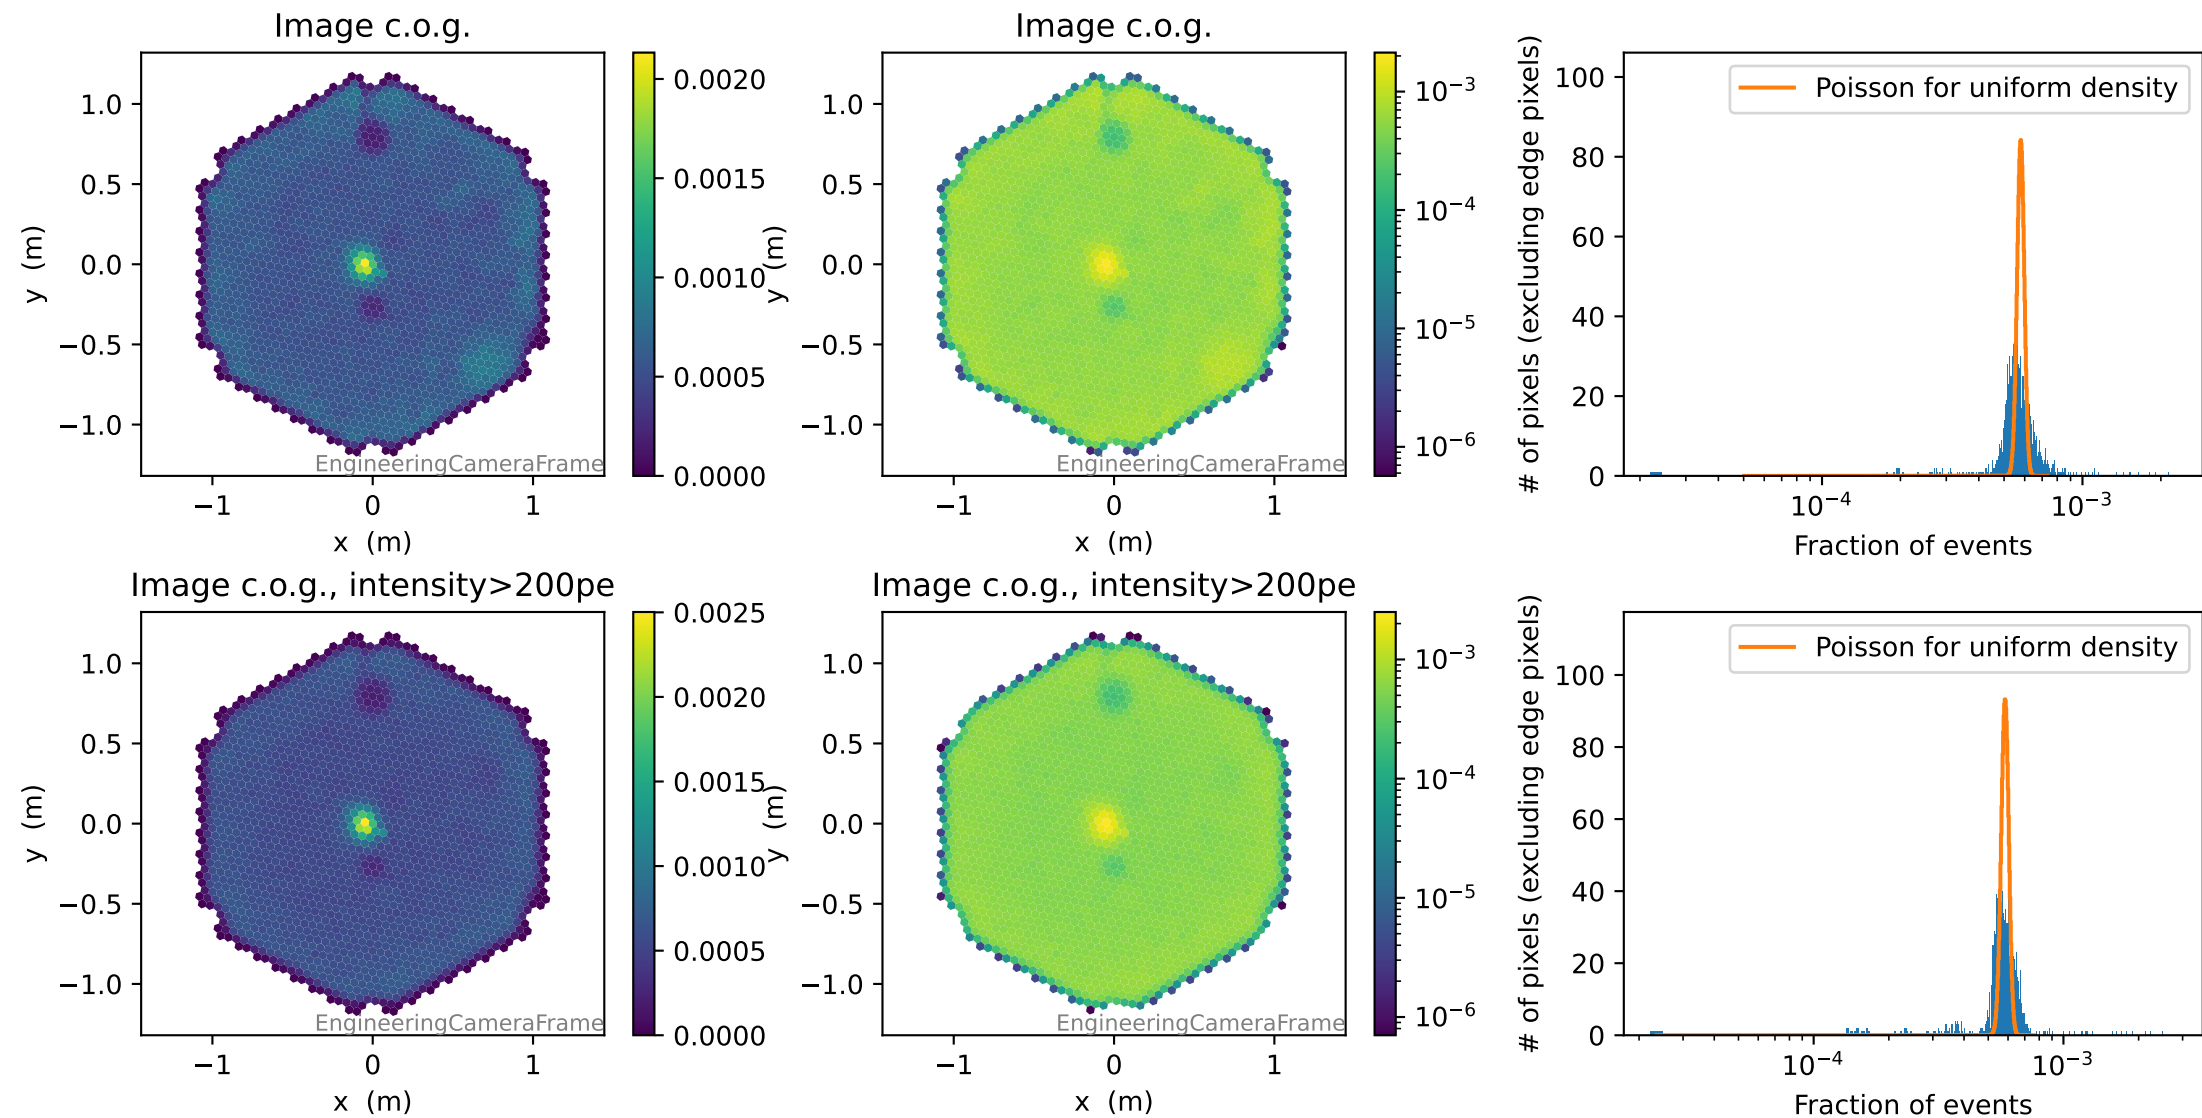 Image c.o.g.
y (m)
1.0
0.5
0.0
−0.5
−1.0
EngineeringCameraFrame
−1 0 1
x (m)
0.0020
0.0015
0.0010
0.0005
0.0000
Image c.o.g.
y (m)
1.0
0.5
0.0
−0.5
−1.0
EngineeringCameraFrame
−1 0 1
x (m)
10⁻³
10⁻⁴
10⁻⁵
10⁻⁶
# of pixels (excluding edge pixels)
100
80
60
40
20
0
Poisson for uniform density
10⁻⁴ 10⁻³
Fraction of events
Image c.o.g., intensity>200pe
y (m)
1.0
0.5
0.0
−0.5
−1.0
EngineeringCameraFrame
−1 0 1
x (m)
0.0025
0.0020
0.0015
0.0010
0.0005
0.0000
Image c.o.g., intensity>200pe
y (m)
1.0
0.5
0.0
−0.5
−1.0
EngineeringCameraFrame
−1 0 1
x (m)
10⁻³
10⁻⁴
10⁻⁵
10⁻⁶
# of pixels (excluding edge pixels)
100
80
60
40
20
0
Poisson for uniform density
10⁻⁴ 10⁻³
Fraction of events